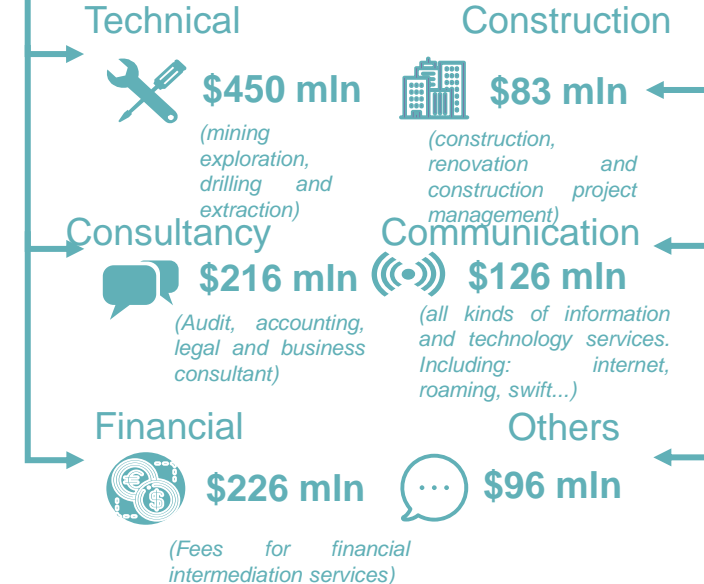 Technical
$450 mln
(mining
exploration,
drilling and
extraction)
Construction
$83 mln
(construction,
renovation and
construction project
management)
Consultancy
$216 mln
(Audit, accounting,
legal and business
consultant)
Communication
$126 mln
(all kinds of information
and technology services.
Including: internet,
roaming, swift...)
Financial
$226 mln
(Fees for financial
intermediation services)
Others
$96 mln